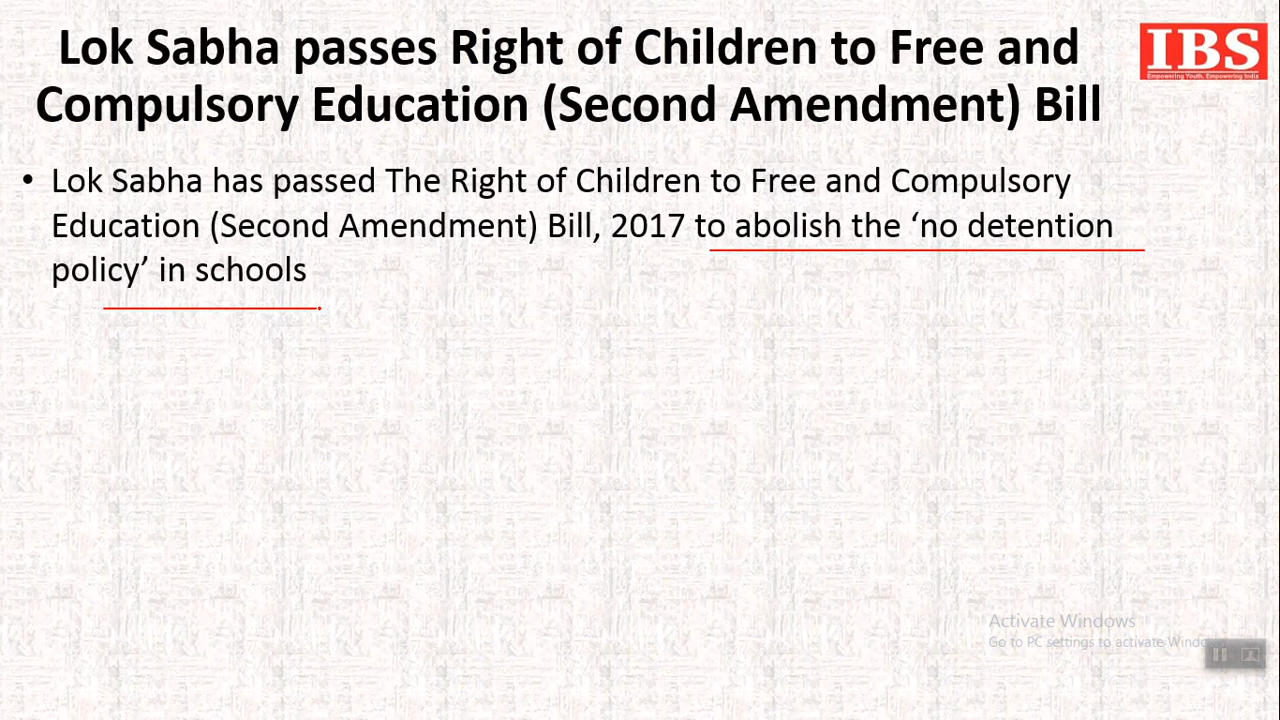 Lok Sabha passes Right of Children to Free and
Compulsory Education (Second Amendment) Bill
IBS
Empowering Youth, Empowering India
• Lok Sabha has passed The Right of Children to Free and Compulsory
Education (Second Amendment) Bill, 2017 to abolish the ‘no detention
policy’ in schools
Activate Windows
Go to PC settings to activate